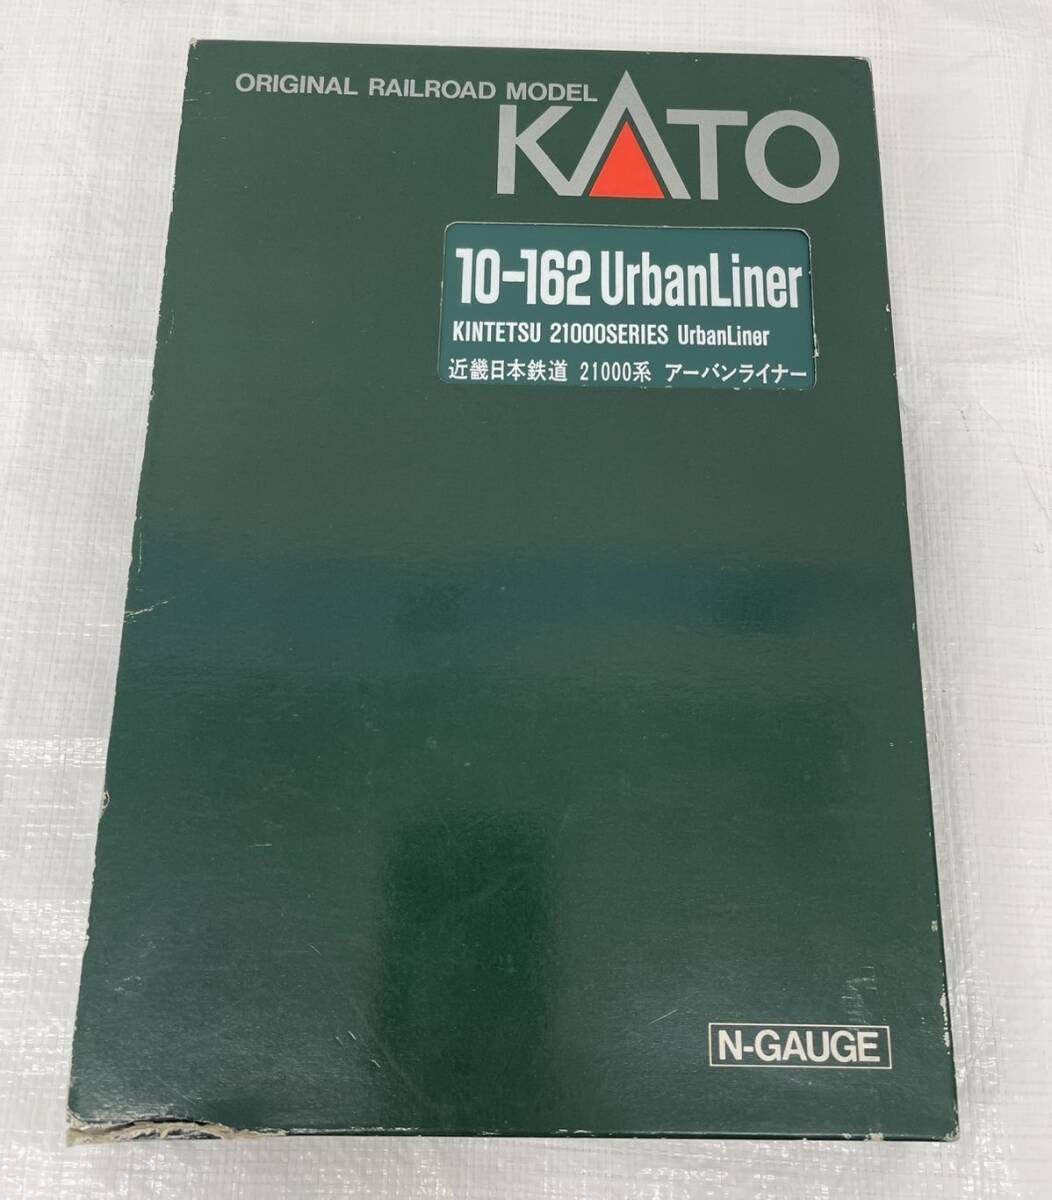 ORIGINAL RAILROAD MODEL
KATO
10-162 UrbanLiner
KINTETSU 21000SERIES UrbanLiner
近畿日本鉄道 21000系 アーバンライナー
N-GAUGE